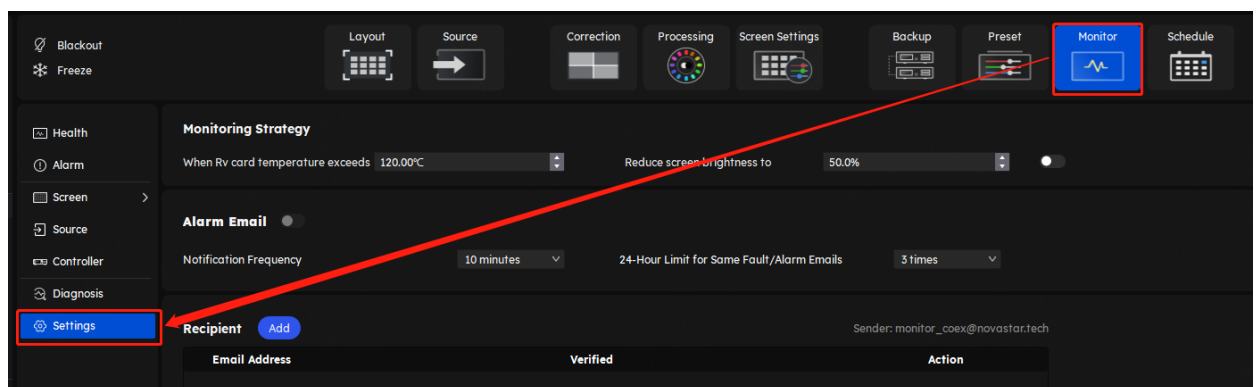 Blackout
Freeze
Layout
Source
Correction
Processing
Screen Settings
Backup
Preset
Monitor
Schedule
Health
Alarm
Screen
Source
Controller
Diagnosis
Settings
Monitoring Strategy
When Rv card temperature exceeds 120.00℃ Reduce screen brightness to 50.0%
Alarm Email
Notification Frequency 10 minutes 24-Hour Limit for Same Fault/Alarm Emails 3 times
Recipient Add Sender: monitor_coex@novastar.tech
Email Address Verified Action